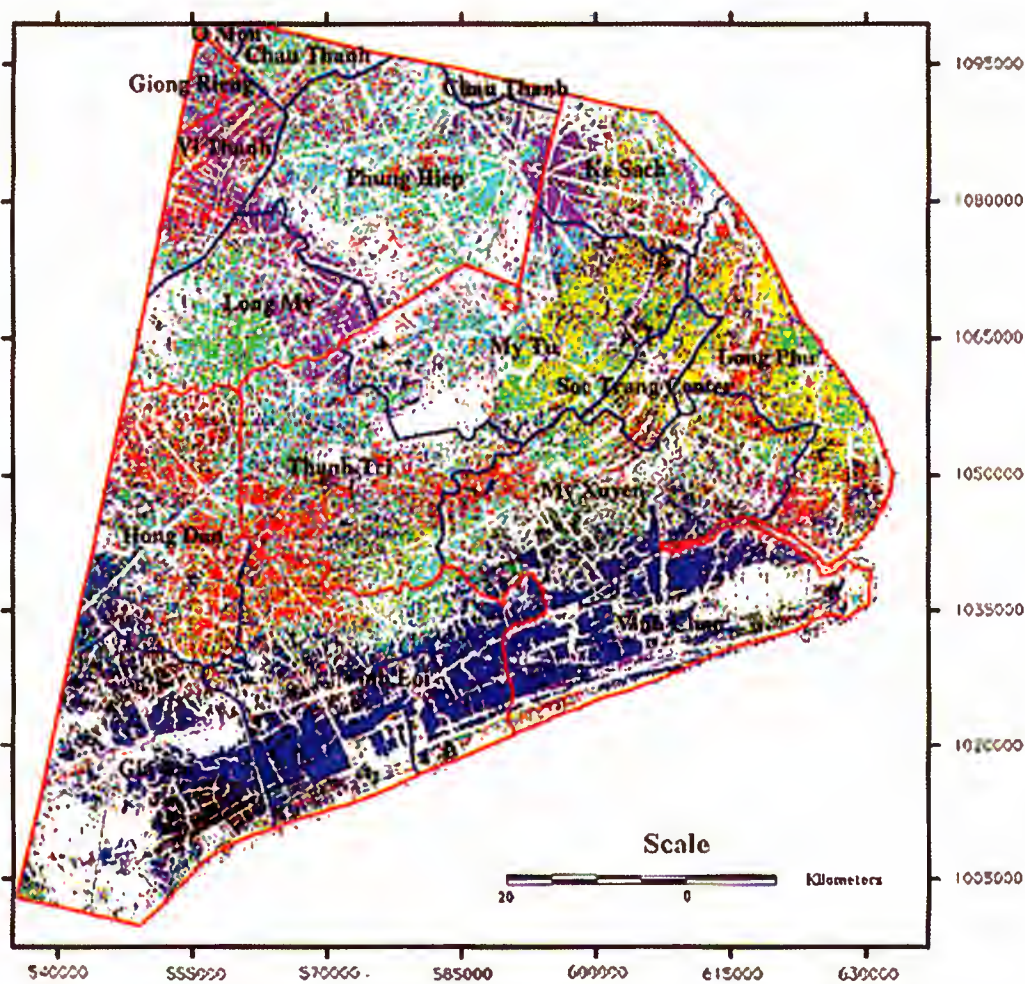 O Mon
Chau Thanh
Giong Rieng
Chau Thanh
Vi Thanh
Phung Hiep
Ke Sach
Long My
My Tu
Long Phu
Soc Trang Center
Thanh Tri
My Xuyen
Hong Dan
Vinh Chau
1095000
1080000
1065000
1050000
1035000
1020000
1005000
Scale
Kilometers
20 0
540000 555000 570000 585000 600000 615000 630000